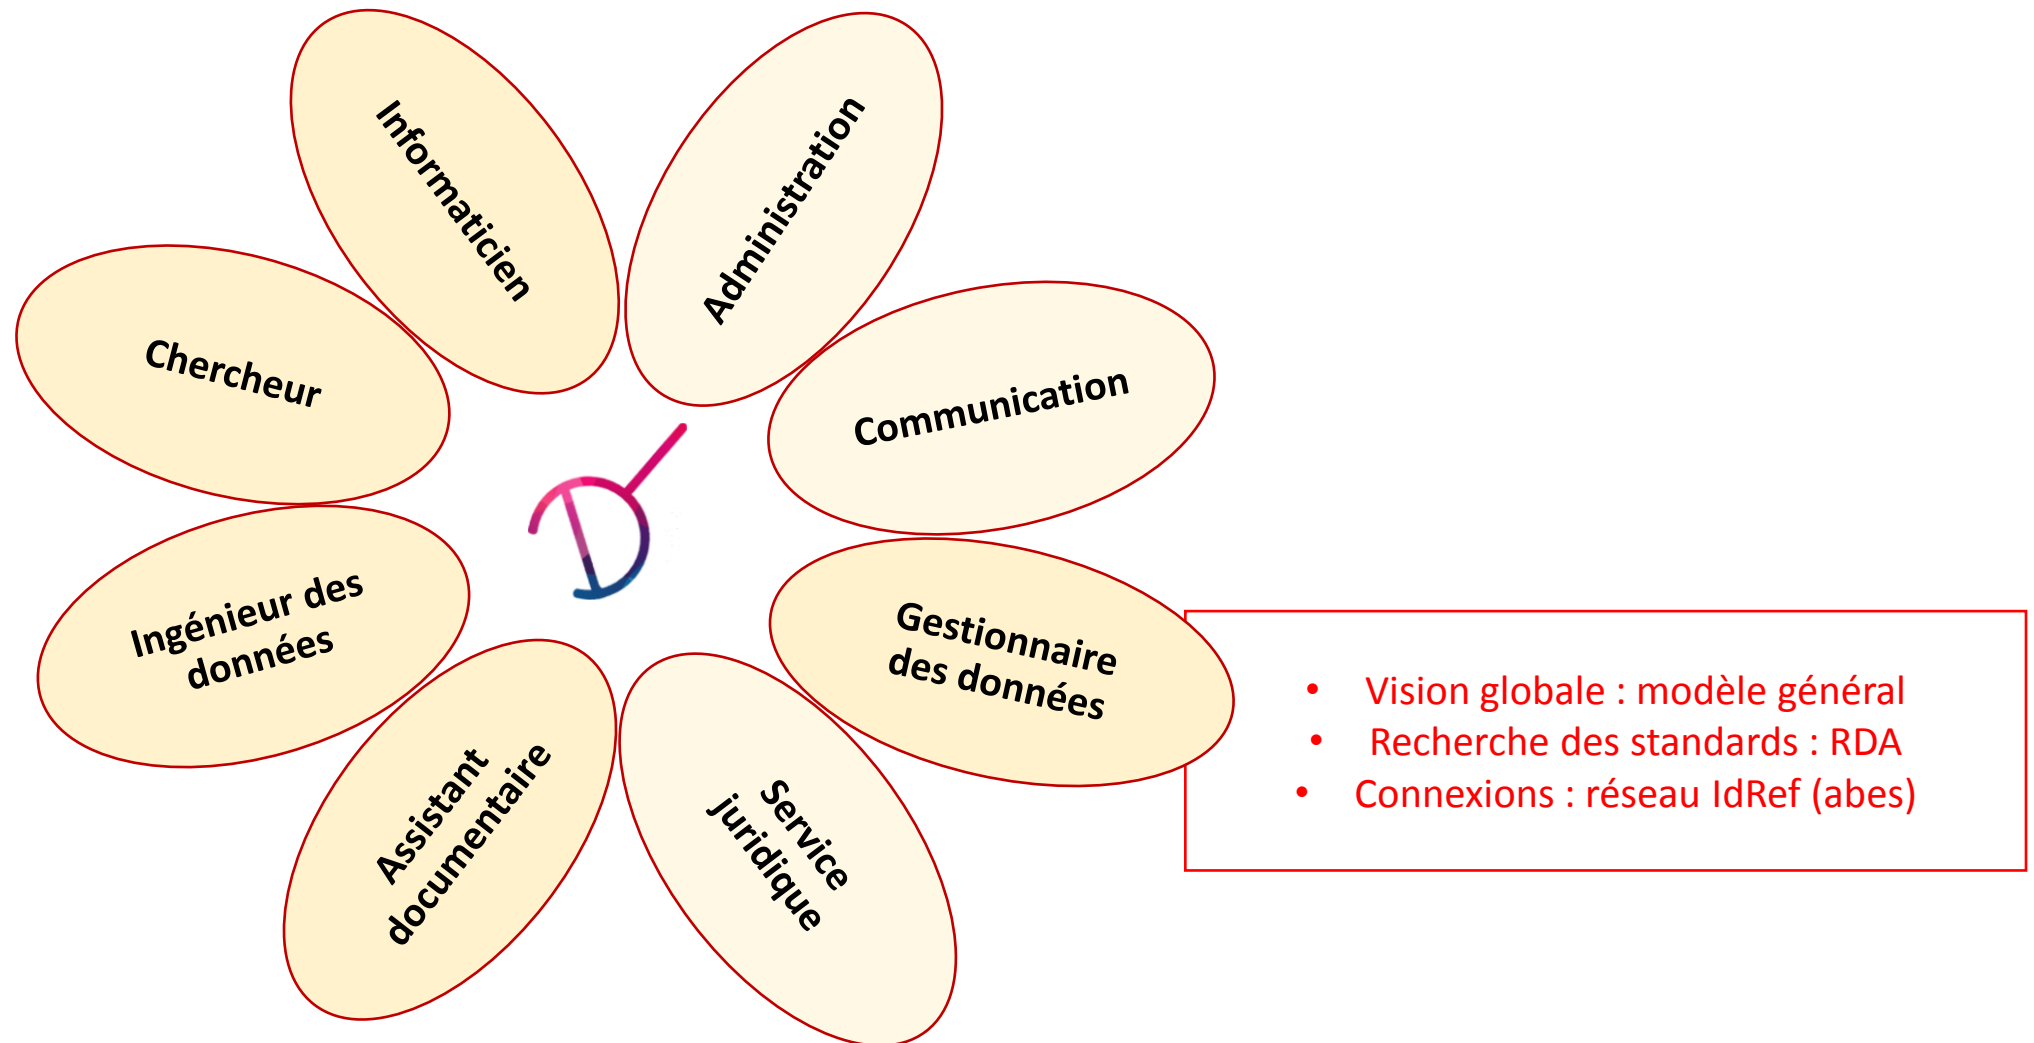 Informaticien
Administration
Chercheur
Communication
Ingénieur des
données
Gestionnaire
des données
Assistant
documentaire
Service
juridique
• Vision globale : modèle général
• Recherche des standards : RDA
• Connexions : réseau IdRef (abes)